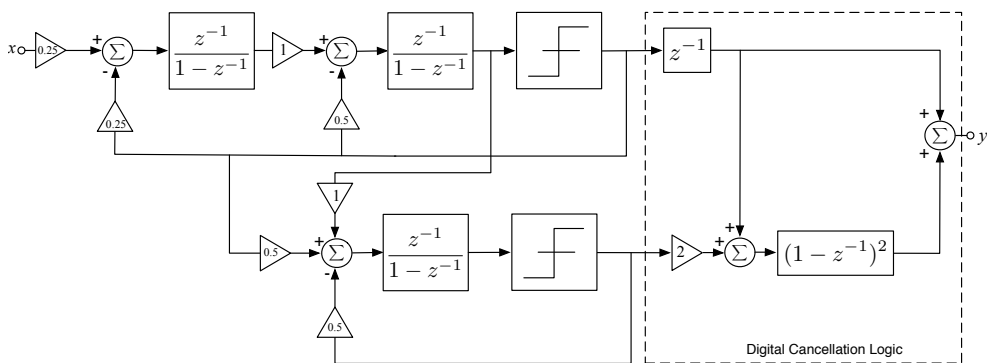 x 0.25 + - Σ z⁻¹ / 1 − z⁻¹ 1 + - Σ z⁻¹ / 1 − z⁻¹ z⁻¹
0.25 0.5 + + Σ y
1
0.5 + - Σ z⁻¹ / 1 − z⁻¹ 2 + + Σ (1 − z⁻¹)²
0.5
Digital Cancellation Logic